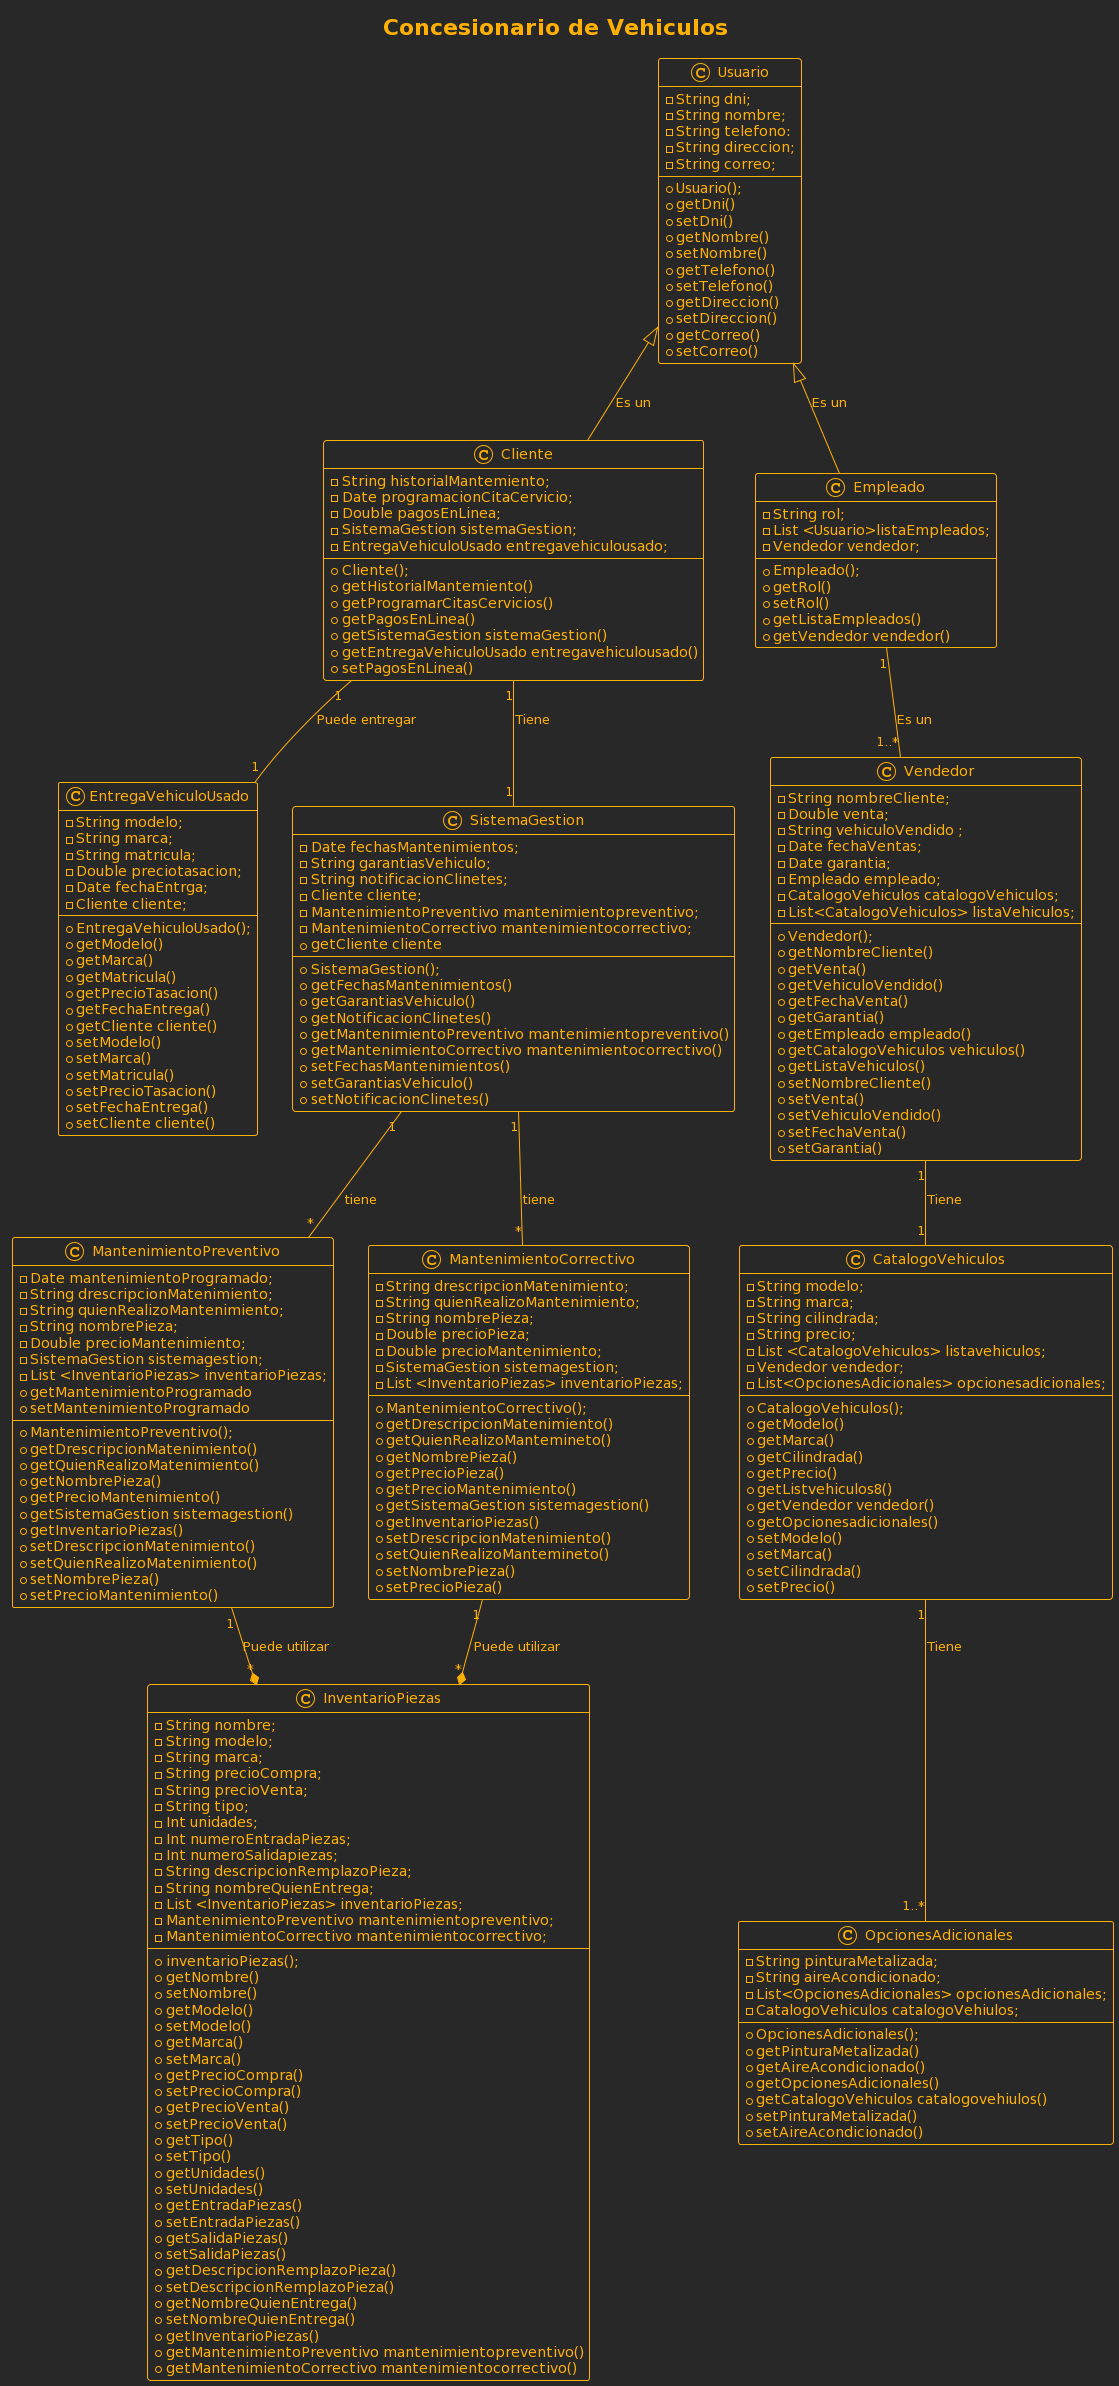 Concesionario de Vehiculos
C Usuario
String dni;
String nombre;
String telefono:
String direccion;
String correo;
Usuario();
getDni()
setDni()
getNombre()
setNombre()
getTelefono()
setTelefono()
getDireccion()
setDireccion()
getCorreo()
setCorreo()
Es un
Es un
C Cliente
String historialMantemiento;
Date programacionCitaCervicio;
Double pagosEnLinea;
SistemaGestion sistemaGestion;
EntregaVehiculoUsado entregavehiculousado;
Cliente();
getHistorialMantemiento()
getProgramarCitasCervicios()
getPagosEnLinea()
getSistemaGestion sistemaGestion()
getEntregaVehiculoUsado entregavehiculousado()
setPagosEnLinea()
C Empleado
String rol;
List <Usuario>listaEmpleados;
Vendedor vendedor;
Empleado();
getRol()
setRol()
getListaEmpleados()
getVendedor vendedor()
1
Puede entregar
1
1
Tiene
1
1
Es un
1..*
C EntregaVehiculoUsado
String modelo;
String marca;
String matricula;
Double preciotasacion;
Date fechaEntrga;
Cliente cliente;
EntregaVehiculoUsado();
getModelo()
getMarca()
getMatricula()
getPrecioTasacion()
getFechaEntrega()
getCliente cliente()
setModelo()
setMarca()
setMatricula()
setPrecioTasacion()
setFechaEntrega()
setCliente cliente()
C SistemaGestion
Date fechasMantenimientos;
String garantiasVehiculo;
String notificacionClinetes;
Cliente cliente;
MantenimientoPreventivo mantenimientopreventivo;
MantenimientoCorrectivo mantenimientocorrectivo;
getCliente cliente
SistemaGestion();
getFechasMantenimientos()
getGarantiasVehiculo()
getNotificacionClinetes()
getMantenimientoPreventivo mantenimientopreventivo()
getMantenimientoCorrectivo mantenimientocorrectivo()
setFechasMantenimientos()
setGarantiasVehiculo()
setNotificacionClinetes()
C Vendedor
String nombreCliente;
Double venta;
String vehiculoVendido ;
Date fechaVentas;
Date garantia;
Empleado empleado;
CatalogoVehiculos catalogoVehiculos;
List<CatalogoVehiculos> listaVehiculos;
Vendedor();
getNombreCliente()
getVenta()
getVehiculoVendido()
getFechaVenta()
getGarantia()
getEmpleado empleado()
getCatalogoVehiculos vehiculos()
getListaVehiculos()
setNombreCliente()
setVenta()
setVehiculoVendido()
setFechaVenta()
setGarantia()
1
tiene
*
1
tiene
*
1
Tiene
1
C MantenimientoPreventivo
Date mantenimientoProgramado;
String drescripcionMatenimiento;
String quienRealizoMantenimiento;
String nombrePieza;
Double precioMantenimiento;
SistemaGestion sistemagestion;
List <InventarioPiezas> inventarioPiezas;
getMantenimientoProgramado
setMantenimientoProgramado
MantenimientoPreventivo();
getDrescripcionMatenimiento()
getQuienRealizoMatenimiento()
getNombrePieza()
getPrecioMantenimiento()
getSistemaGestion sistemagestion()
getInventarioPiezas()
setDrescripcionMatenimiento()
setQuienRealizoMatenimiento()
setNombrePieza()
setPrecioMantenimiento()
C MantenimientoCorrectivo
String drescripcionMatenimiento;
String quienRealizoMantenimiento;
String nombrePieza;
Double precioPieza;
Double precioMantenimiento;
SistemaGestion sistemagestion;
List <InventarioPiezas> inventarioPiezas;
MantenimientoCorrectivo();
getDrescripcionMatenimiento()
getQuienRealizoMantemineto()
getNombrePieza()
getPrecioPieza()
getPrecioMantenimiento()
getSistemaGestion sistemagestion()
getInventarioPiezas()
setDrescripcionMatenimiento()
setQuienRealizoMantemineto()
setNombrePieza()
setPrecioPieza()
C CatalogoVehiculos
String modelo;
String marca;
String cilindrada;
String precio;
List <CatalogoVehiculos> listavehiculos;
Vendedor vendedor;
List<OpcionesAdicionales> opcionesadicionales;
CatalogoVehiculos();
getModelo()
getMarca()
getCilindrada()
getPrecio()
getListvehiculos8()
getVendedor vendedor()
getOpcionesadicionales()
setModelo()
setMarca()
setCilindrada()
setPrecio()
1
Puede utilizar
*
1
Puede utilizar
*
1
Tiene
1..*
C InventarioPiezas
String nombre;
String modelo;
String marca;
String precioCompra;
String precioVenta;
String tipo;
Int unidades;
Int numeroEntradaPiezas;
Int numeroSalidapiezas;
String descripcionRemplazoPieza;
String nombreQuienEntrega;
List <InventarioPiezas> inventarioPiezas;
MantenimientoPreventivo mantenimientopreventivo;
MantenimientoCorrectivo mantenimientocorrectivo;
inventarioPiezas();
getNombre()
setNombre()
getModelo()
setModelo()
getMarca()
setMarca()
getPrecioCompra()
setPrecioCompra()
getPrecioVenta()
setPrecioVenta()
getTipo()
setTipo()
getUnidades()
setUnidades()
getEntradaPiezas()
setEntradaPiezas()
getSalidaPiezas()
setSalidaPiezas()
getDescripcionRemplazoPieza()
setDescripcionRemplazoPieza()
getNombreQuienEntrega()
setNombreQuienEntrega()
getInventarioPiezas()
getMantenimientoPreventivo mantenimientopreventivo()
getMantenimientoCorrectivo mantenimientocorrectivo()
C OpcionesAdicionales
String pinturaMetalizada;
String aireAcondicionado;
List<OpcionesAdicionales> opcionesAdicionales;
CatalogoVehiculos catalogoVehiulos;
OpcionesAdicionales();
getPinturaMetalizada()
getAireAcondicionado()
getOpcionesAdicionales()
getCatalogoVehiculos catalogovehiulos()
setPinturaMetalizada()
setAireAcondicionado()